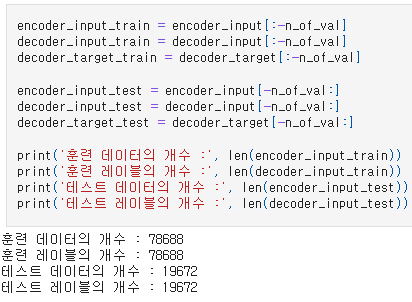 encoder_input_train = encoder_input[:-n_of_val]
decoder_input_train = decoder_input[:-n_of_val]
decoder_target_train = decoder_target[:-n_of_val]
encoder_input_test = encoder_input[-n_of_val:]
decoder_input_test = decoder_input[-n_of_val:]
decoder_target_test = decoder_target[-n_of_val:]
print('훈련 데이터의 개수 :', len(encoder_input_train))
print('훈련 레이블의 개수 :', len(decoder_input_train))
print('테스트 데이터의 개수 :', len(encoder_input_test))
print('테스트 레이블의 개수 :', len(decoder_input_test))
훈련 데이터의 개수 : 78688
훈련 레이블의 개수 : 78688
테스트 데이터의 개수 : 19672
테스트 레이블의 개수 : 19672